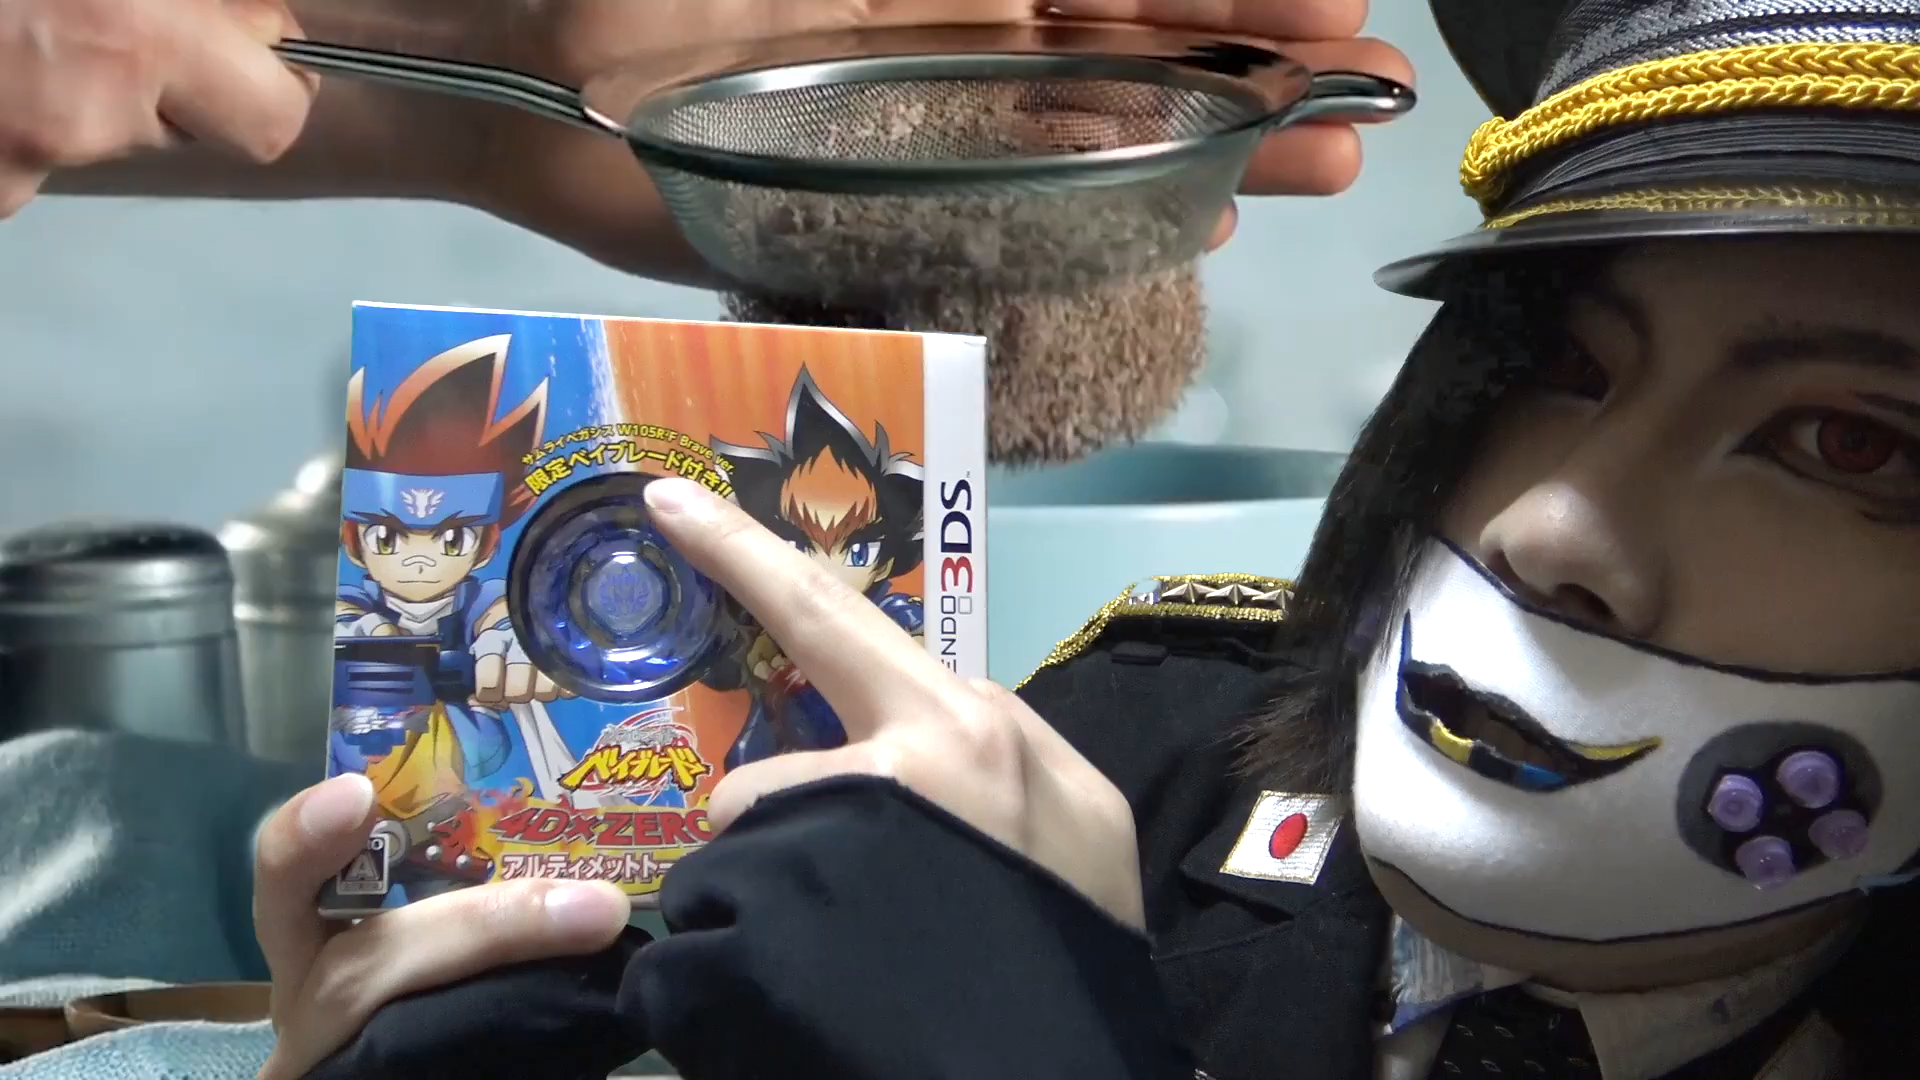 サムライペガシス W105R²F Brave ver.
限定ベイブレード付き!!
3DS
ベイブレード
4D×ZERO
アルティメットトー
A